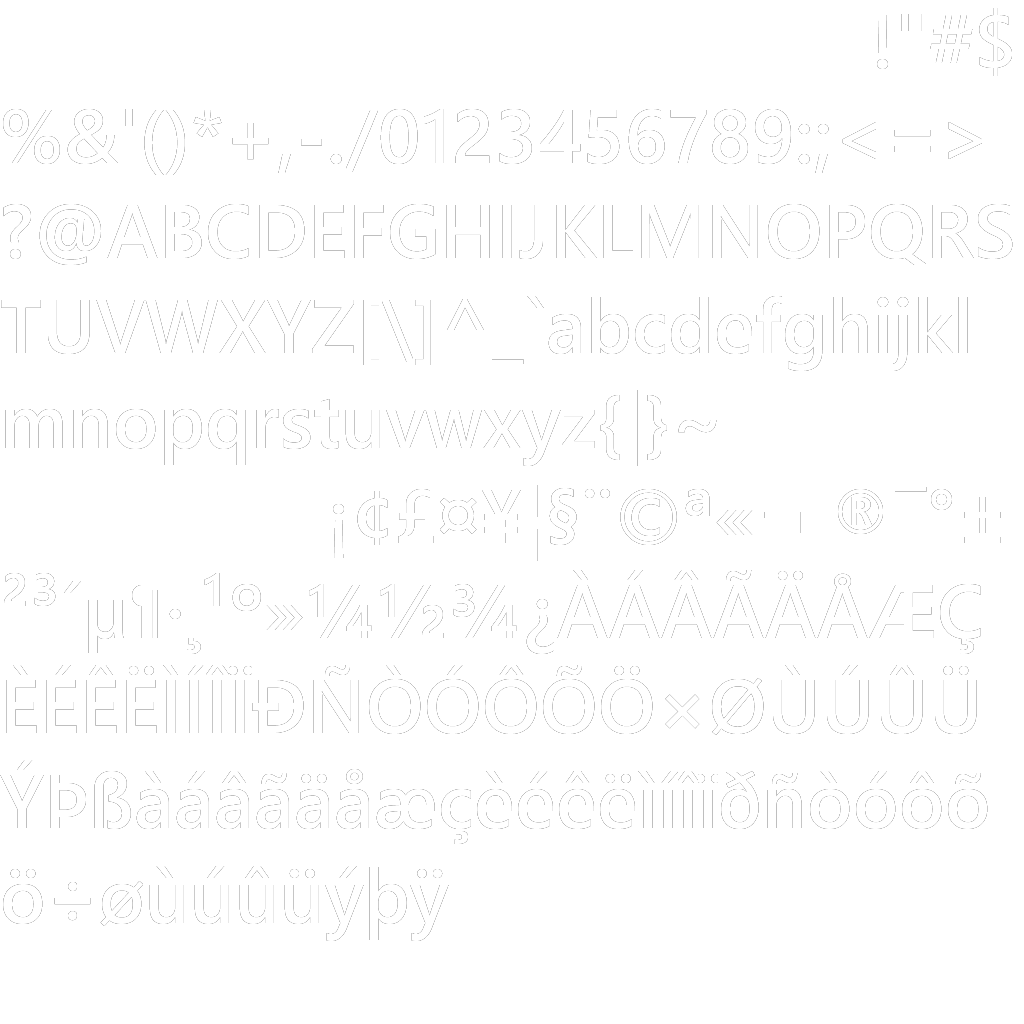 !"#$
%&'()*+,-./0123456789:;<=>
?@ABCDEFGHIJKLMNOPQRS
TUVWXYZ[\]^_`abcdefghijkl
mnopqrstuvwxyz{|}~
¡¢£¤¥¦§¨©ª«¬®¯°±
²³´µ¶·¸¹º»¼½¾¿ÀÁÂÃÄÅÆÇ
ÈÉÊËÌÍÎÏÐÑÒÓÔÕÖ×ØÙÚÛÜ
ÝÞßàáâãäåæçèéêëìíîïðñòóôõ
ö÷øùúûüýþÿ